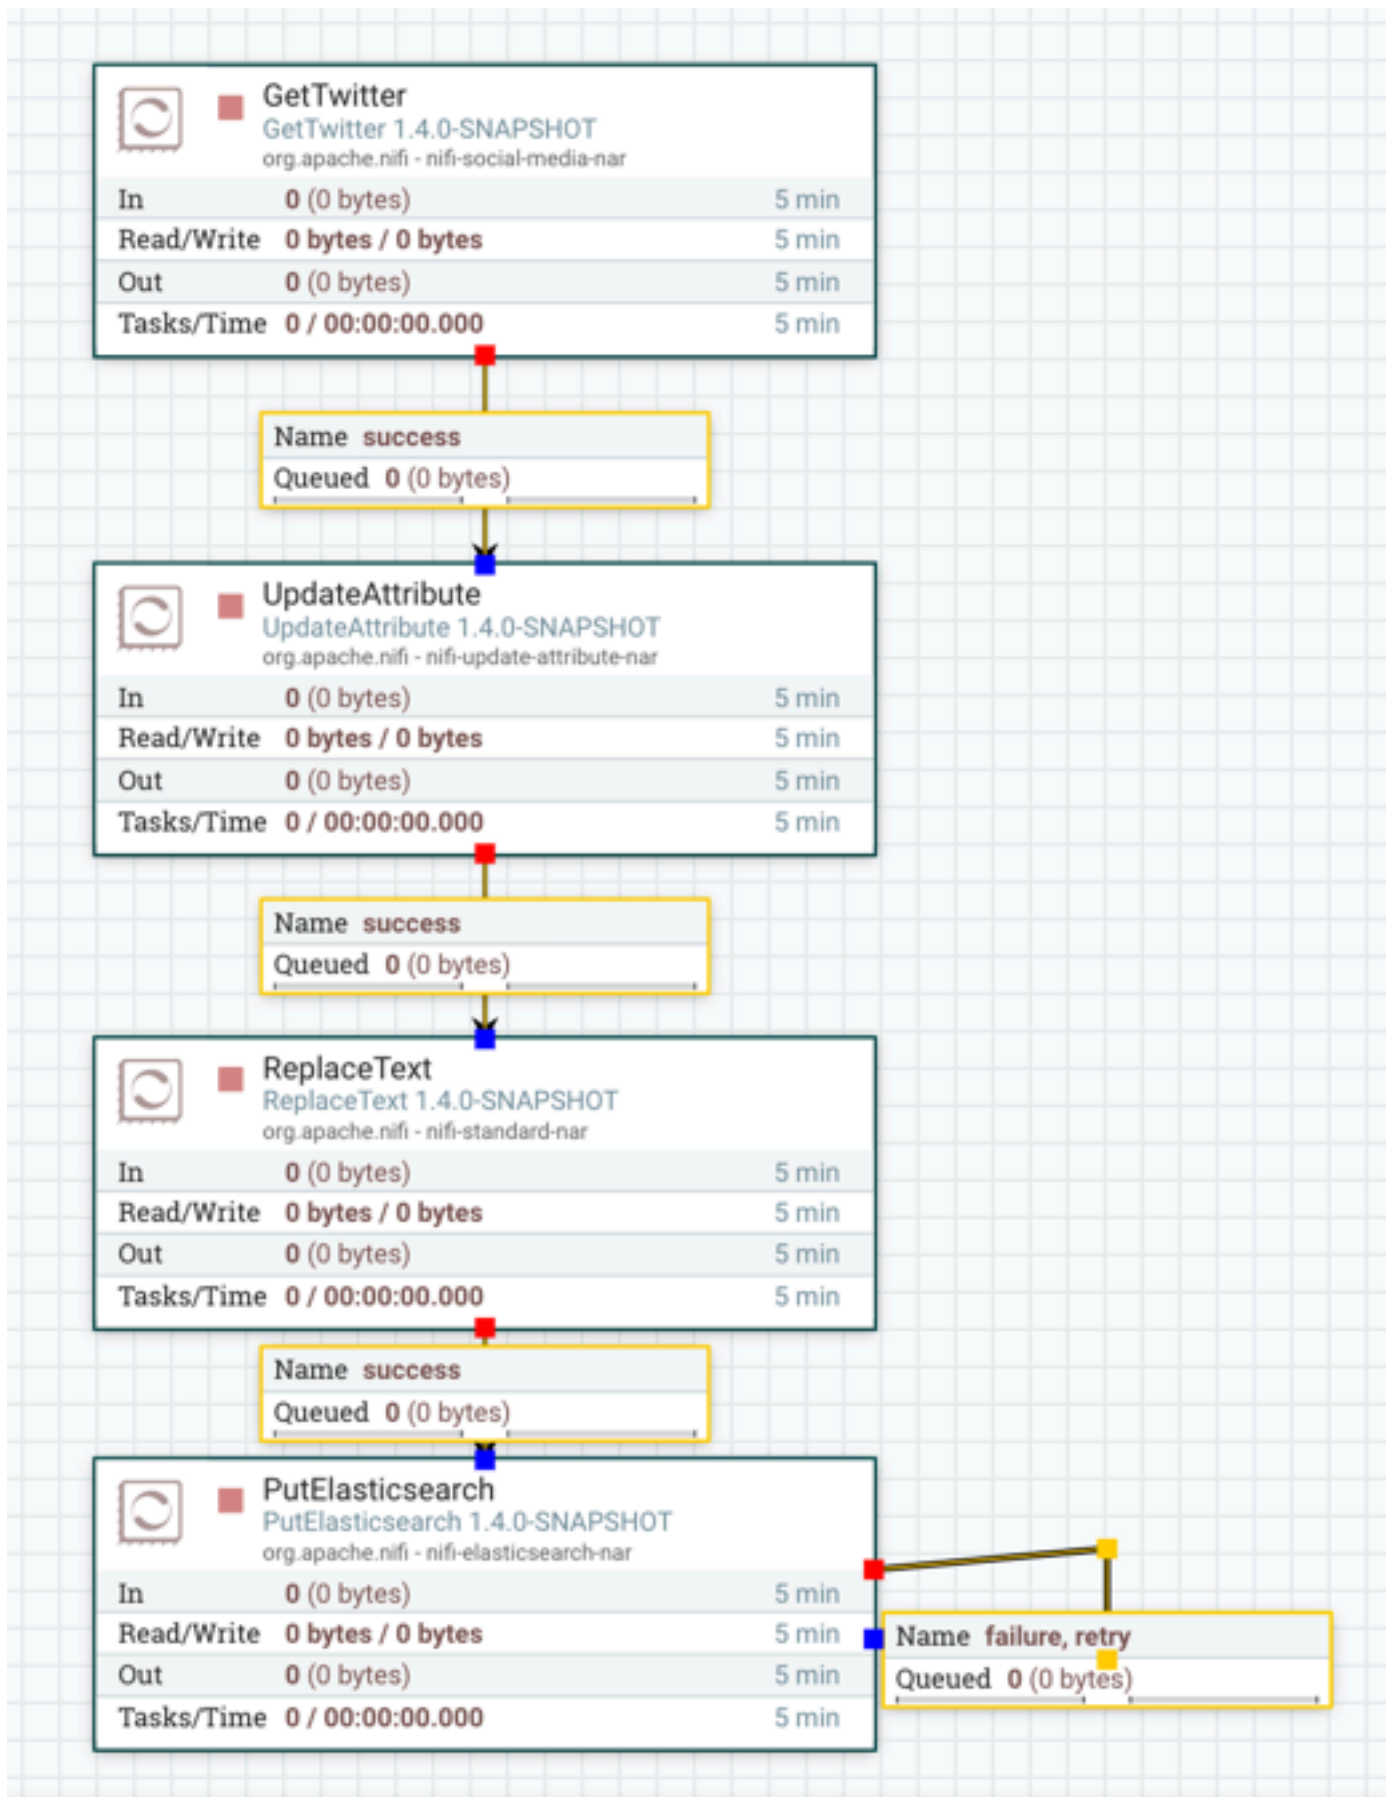 GetTwitter
GetTwitter 1.4.0-SNAPSHOT
org.apache.nifi - nifi-social-media-nar
In 0 (0 bytes) 5 min
Read/Write 0 bytes / 0 bytes 5 min
Out 0 (0 bytes) 5 min
Tasks/Time 0 / 00:00:00.000 5 min
Name success
Queued 0 (0 bytes)
UpdateAttribute
UpdateAttribute 1.4.0-SNAPSHOT
org.apache.nifi - nifi-update-attribute-nar
In 0 (0 bytes) 5 min
Read/Write 0 bytes / 0 bytes 5 min
Out 0 (0 bytes) 5 min
Tasks/Time 0 / 00:00:00.000 5 min
Name success
Queued 0 (0 bytes)
ReplaceText
ReplaceText 1.4.0-SNAPSHOT
org.apache.nifi - nifi-standard-nar
In 0 (0 bytes) 5 min
Read/Write 0 bytes / 0 bytes 5 min
Out 0 (0 bytes) 5 min
Tasks/Time 0 / 00:00:00.000 5 min
Name success
Queued 0 (0 bytes)
PutElasticsearch
PutElasticsearch 1.4.0-SNAPSHOT
org.apache.nifi - nifi-elasticsearch-nar
In 0 (0 bytes) 5 min
Read/Write 0 bytes / 0 bytes 5 min
Out 0 (0 bytes) 5 min
Tasks/Time 0 / 00:00:00.000 5 min
Name failure, retry
Queued 0 (0 bytes)